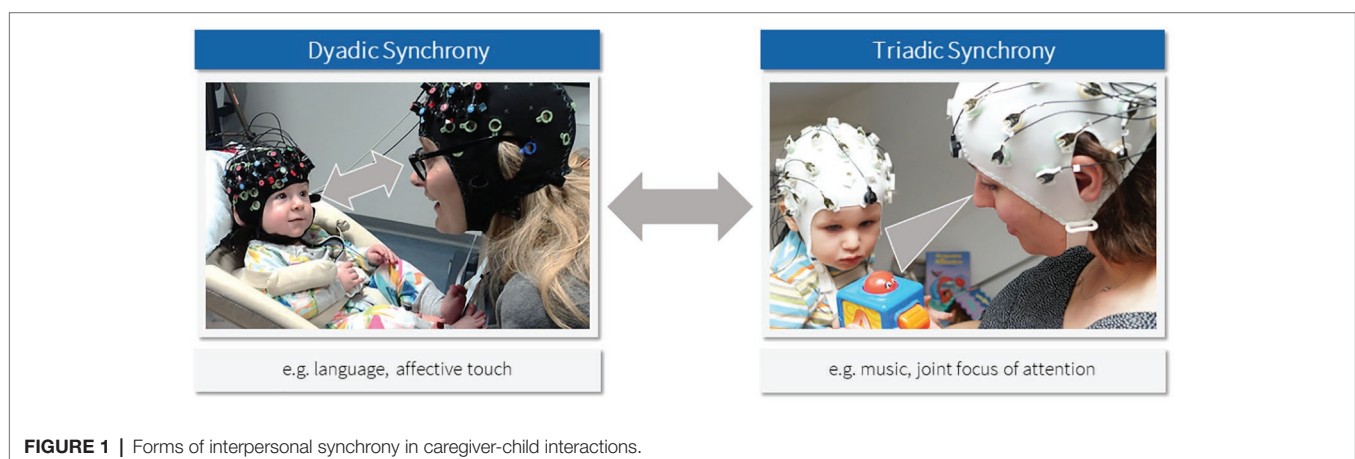 Dyadic Synchrony
Triadic Synchrony
e.g. language, affective touch
e.g. music, joint focus of attention
FIGURE 1 | Forms of interpersonal synchrony in caregiver-child interactions.